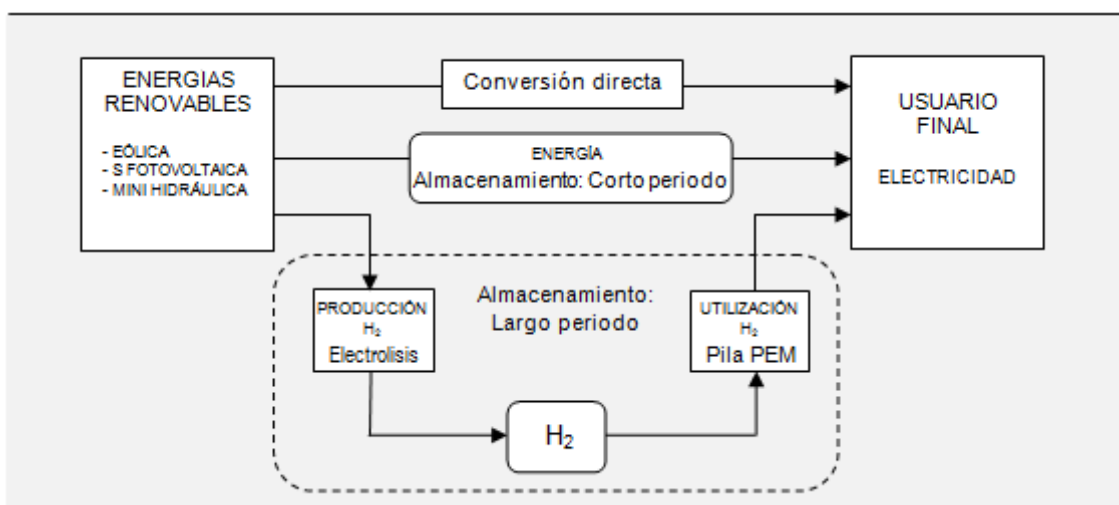 ENERGIAS
RENOVABLES
- EÓLICA
- S FOTOVOLTAICA
- MINI HIDRÁULICA
Conversión directa
ENERGÍA
Almacenamiento: Corto periodo
USUARIO
FINAL
ELECTRICIDAD
PRODUCCIÓN
H₂
Electrolisis
Almacenamiento:
Largo periodo
UTILIZACIÓN
H₂
Pila PEM
H₂